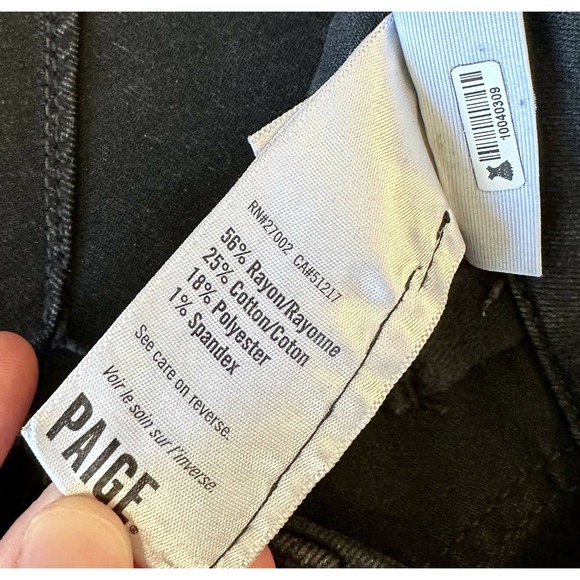 10040309
RN#27002 CA#51217
56% Rayon/Rayonne
25% Cotton/Coton
18% Polyester
1% Spandex
See care on reverse.
Voir le soin sur l'inverse.
PAIGE®